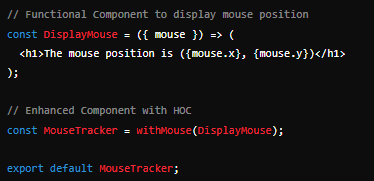 // Functional Component to display mouse position
const DisplayMouse = ({ mouse }) => (
  <h1>The mouse position is ({mouse.x}, {mouse.y})</h1>
);

// Enhanced Component with HOC
const MouseTracker = withMouse(DisplayMouse);

export default MouseTracker;